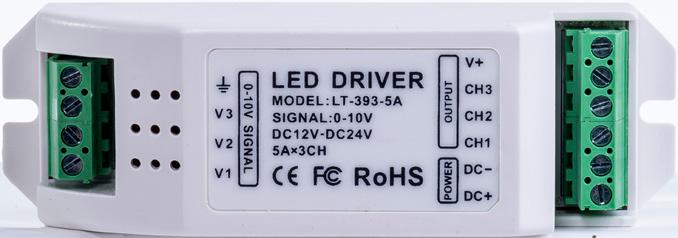 ⏚
V3
V2
V1
0-10V SIGNAL
LED DRIVER
MODEL:LT-393-5A
SIGNAL:0-10V
DC12V-DC24V
5A×3CH
CE FC RoHS
OUTPUT
POWER
V+
CH3
CH2
CH1
DC-
DC+